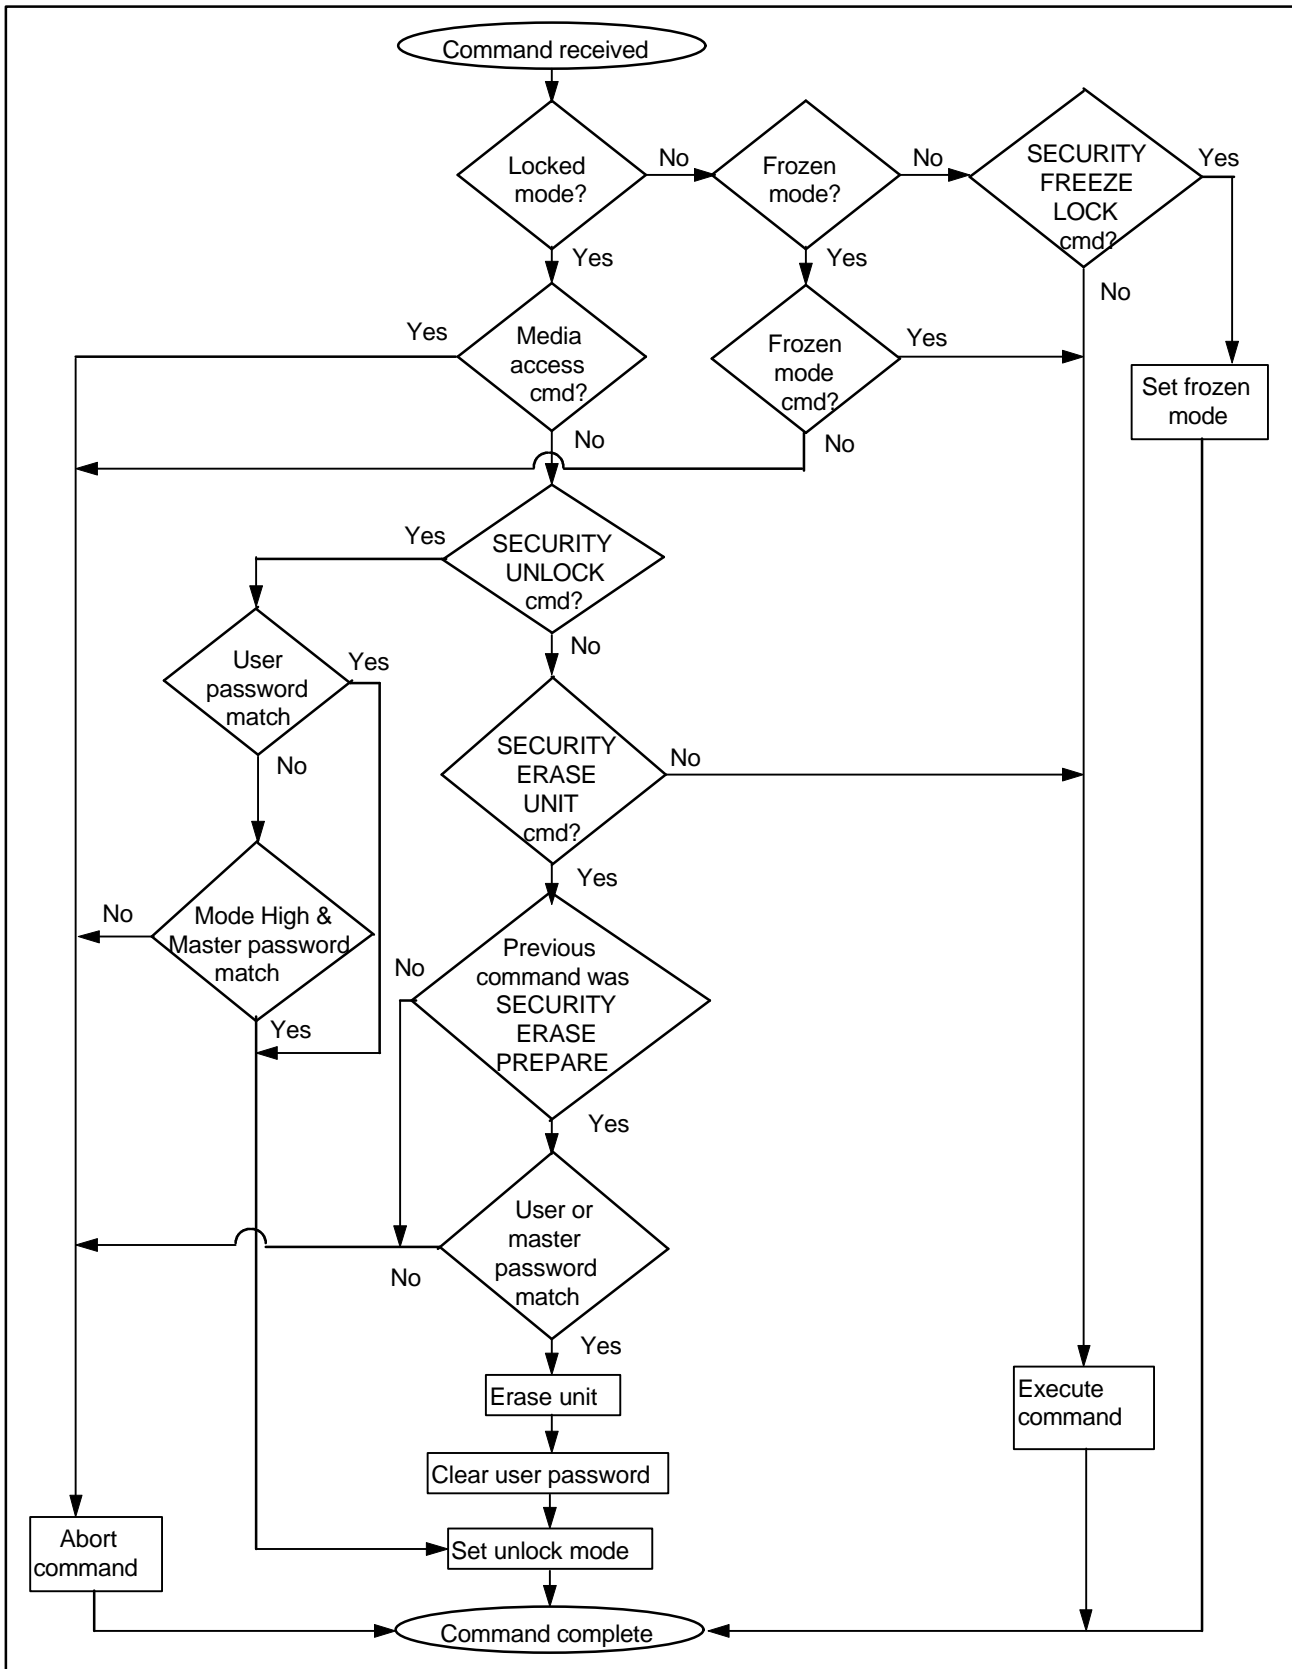 Command received
Locked
mode?
No
Frozen
mode?
No
SECURITY
FREEZE
LOCK
cmd?
Yes
Yes
Yes
No
Yes
Media
access
cmd?
Frozen
mode
cmd?
Yes
Set frozen
mode
No
No
Yes
SECURITY
UNLOCK
cmd?
No
User
password
match
Yes
No
SECURITY
ERASE
UNIT
cmd?
No
Yes
No
Mode High &
Master password
match
Yes
No
Previous
command was
SECURITY
ERASE
PREPARE
Yes
User or
master
password
match
No
Yes
Erase unit
Execute
command
Clear user password
Abort
command
Set unlock mode
Command complete